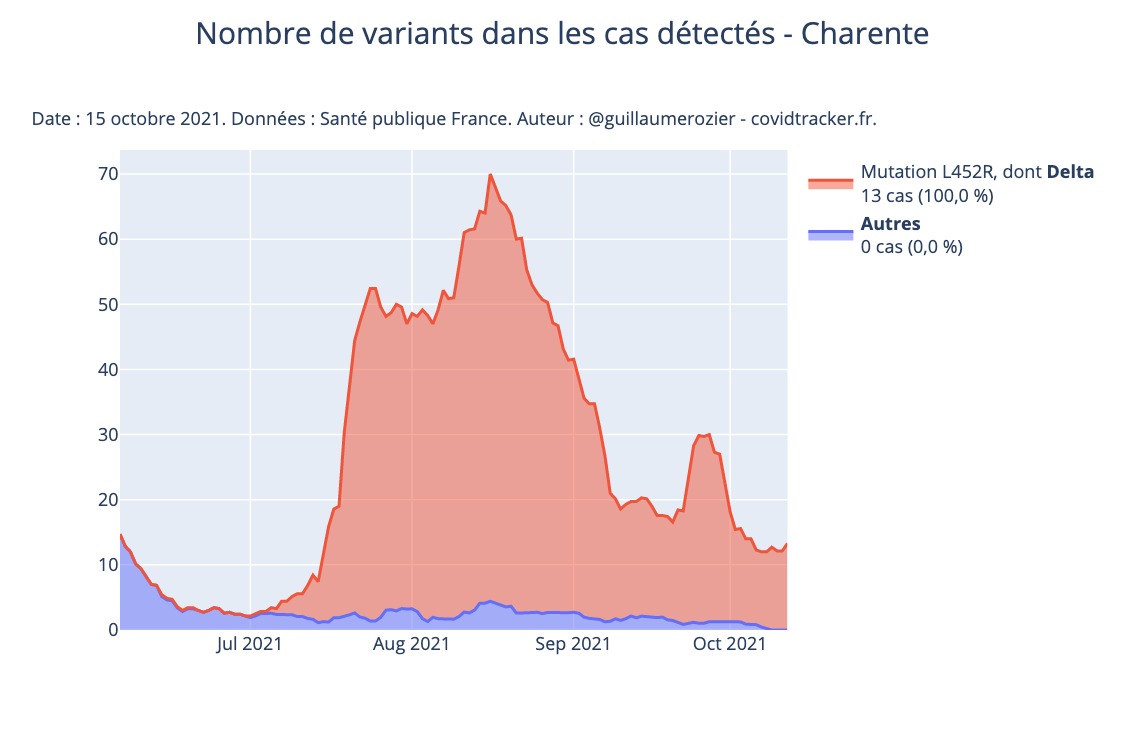 Nombre de variants dans les cas détectés - Charente
Date : 15 octobre 2021. Données : Santé publique France. Auteur : @guillaumerozier - covidtracker.fr.
70
60
50
40
30
20
10
0
Jul 2021
Aug 2021
Sep 2021
Oct 2021
Mutation L452R, dont Delta
13 cas (100,0 %)
Autres
0 cas (0,0 %)